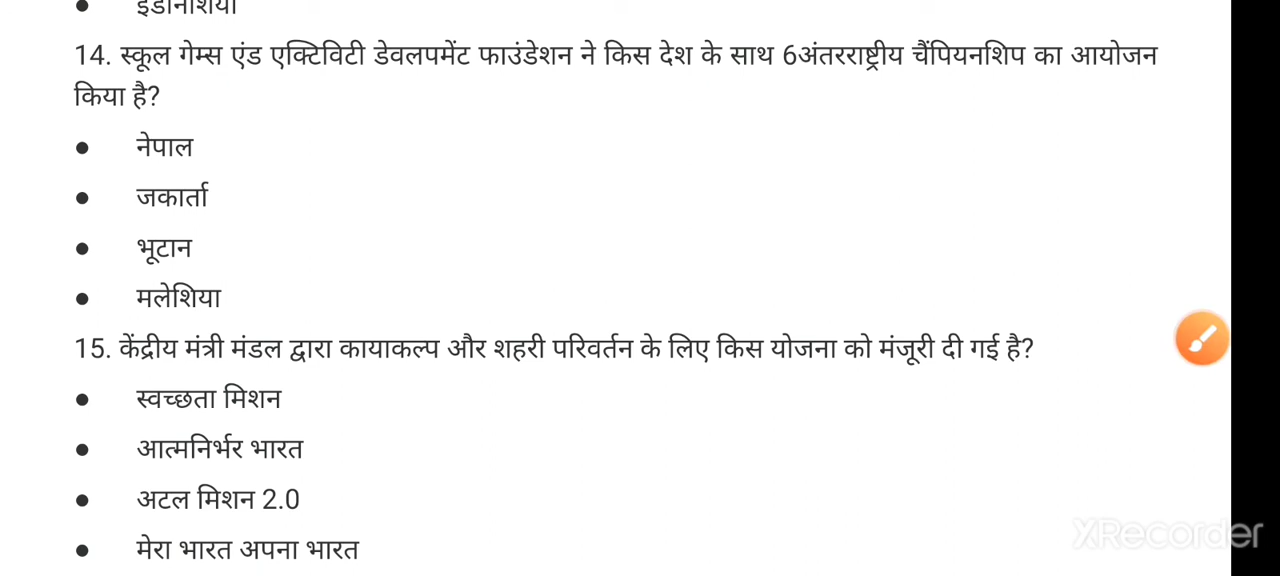 ● इंडोनेशिया
14. स्कूल गेम्स एंड एक्टिविटी डेवलपमेंट फाउंडेशन ने किस देश के साथ 6अंतरराष्ट्रीय चैंपियनशिप का आयोजन
किया है?
● नेपाल
● जकार्ता
● भूटान
● मलेशिया
15. केंद्रीय मंत्री मंडल द्वारा कायाकल्प और शहरी परिवर्तन के लिए किस योजना को मंजूरी दी गई है?
● स्वच्छता मिशन
● आत्मनिर्भर भारत
● अटल मिशन 2.0
● मेरा भारत अपना भारत
XRecorder